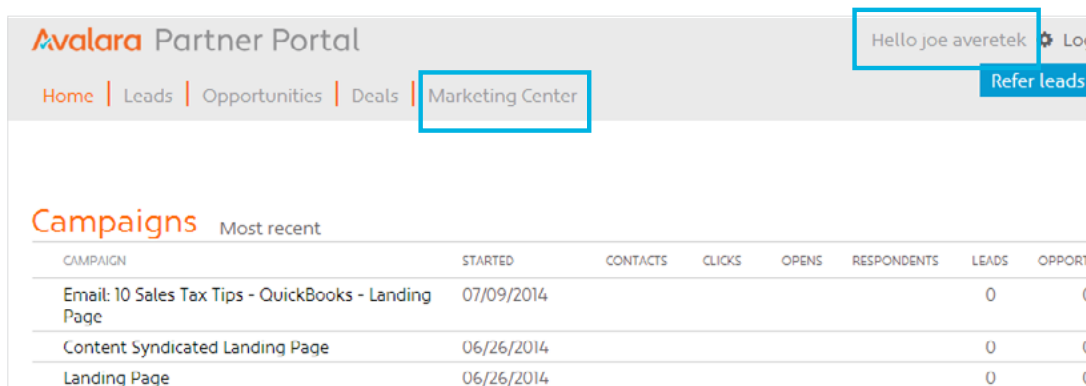 Avalara Partner Portal
Hello joe averetek
Home | Leads | Opportunities | Deals | Marketing Center
Refer leads
Campaigns Most recent
CAMPAIGN STARTED CONTACTS CLICKS OPENS RESPONDENTS LEADS
Email: 10 Sales Tax Tips - QuickBooks - Landing 07/09/2014 0
Page
Content Syndicated Landing Page 06/26/2014 0
Landing Page 06/26/2014 0